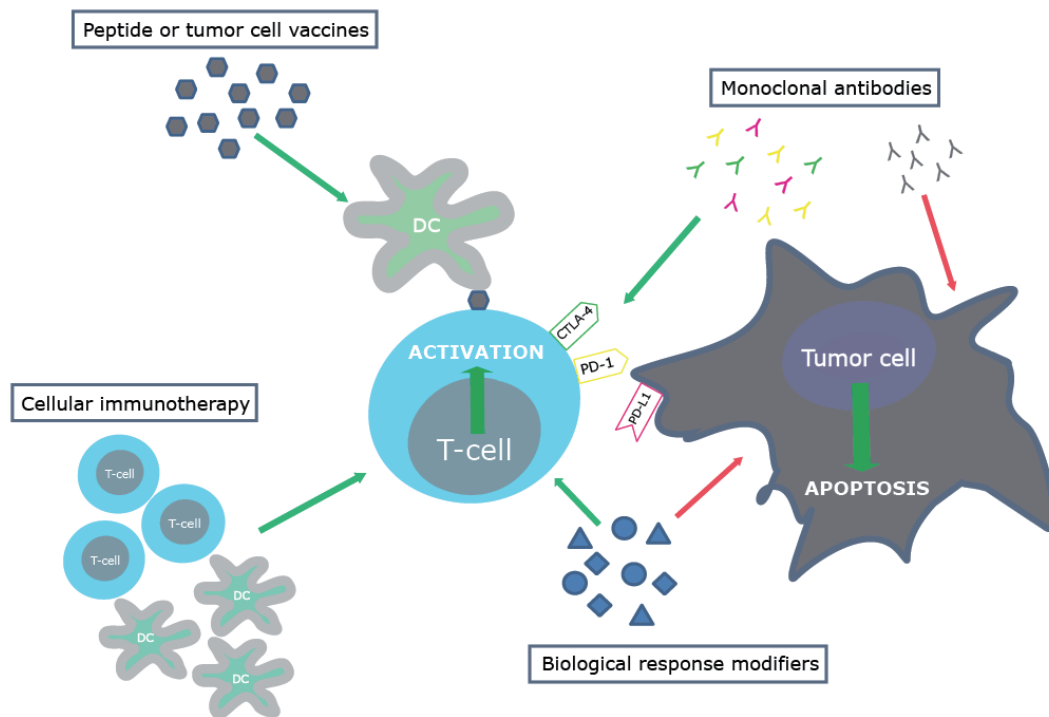 Peptide or tumor cell vaccines
Monoclonal antibodies
DC
CTLA-4
ACTIVATION
PD-1
Tumor cell
PD-L1
Cellular immunotherapy
T-cell
T-cell
T-cell
T-cell
APOPTOSIS
DC
DC
DC
Biological response modifiers